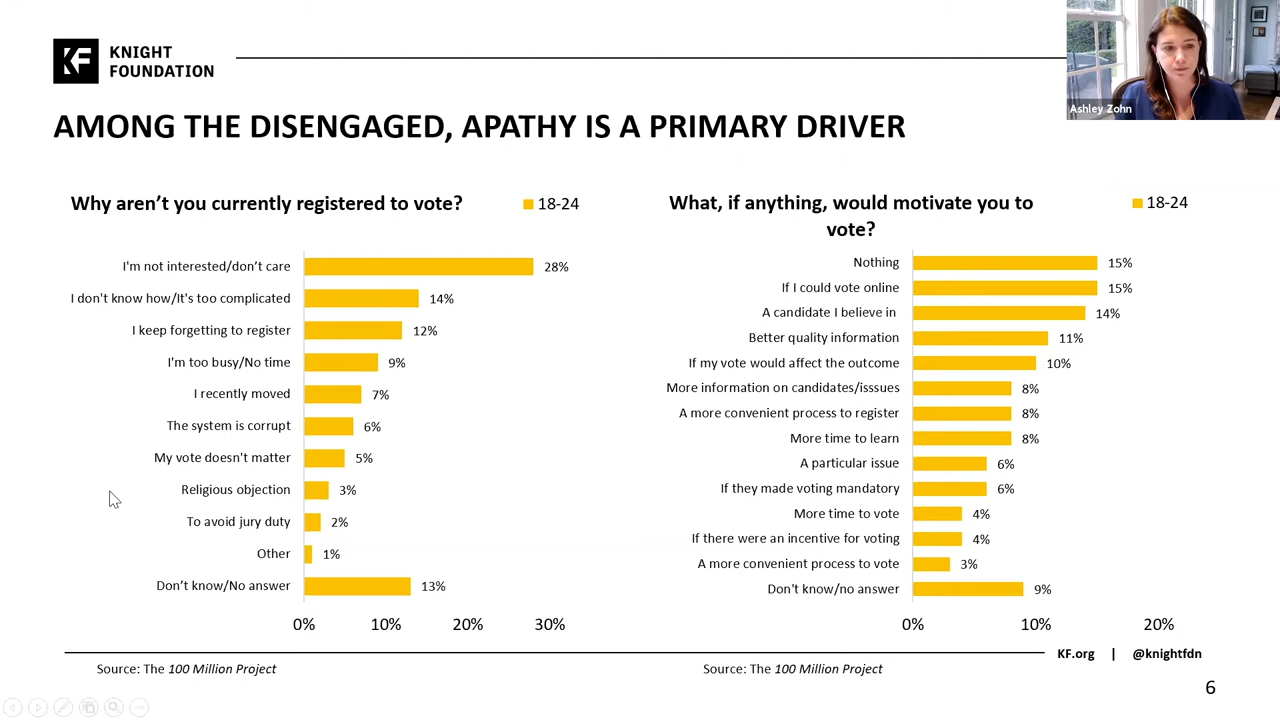 KNIGHT
FOUNDATION
Ashley Zohn
AMONG THE DISENGAGED, APATHY IS A PRIMARY DRIVER
Why aren’t you currently registered to vote?
18-24
I'm not interested/don’t care
28%
I don't know how/It's too complicated
14%
I keep forgetting to register
12%
I'm too busy/No time
9%
I recently moved
7%
The system is corrupt
6%
My vote doesn't matter
5%
Religious objection
3%
To avoid jury duty
2%
Other
1%
Don’t know/No answer
13%
0% 10% 20% 30%
Source: The 100 Million Project
What, if anything, would motivate you to
vote?
18-24
Nothing
15%
If I could vote online
15%
A candidate I believe in
14%
Better quality information
11%
If my vote would affect the outcome
10%
More information on candidates/isssues
8%
A more convenient process to register
8%
More time to learn
8%
A particular issue
6%
If they made voting mandatory
6%
More time to vote
4%
If there were an incentive for voting
4%
A more convenient process to vote
3%
Don't know/no answer
9%
0% 10% 20%
Source: The 100 Million Project
KF.org | @knightfdn
6